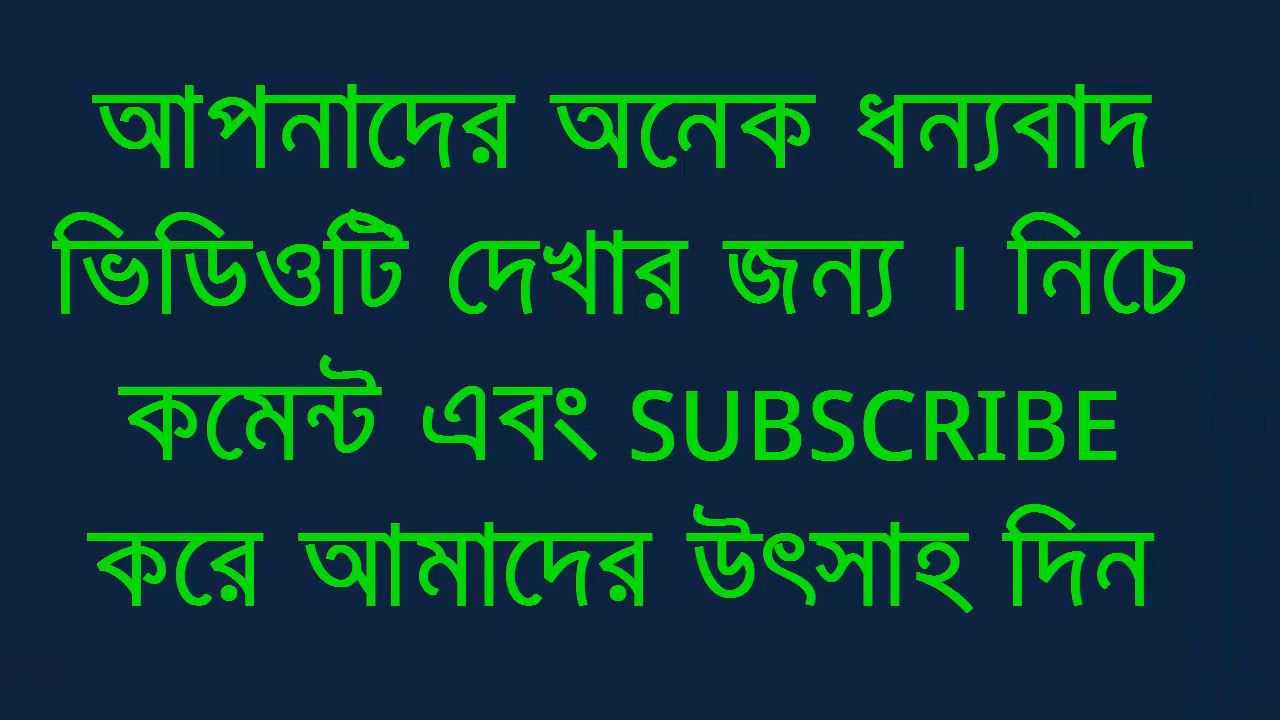 আপনাদের অনেক ধন্যবাদ
ভিডিওটি দেখার জন্য । নিচে
কমেন্ট এবং SUBSCRIBE
করে আমাদের উৎসাহ দিন